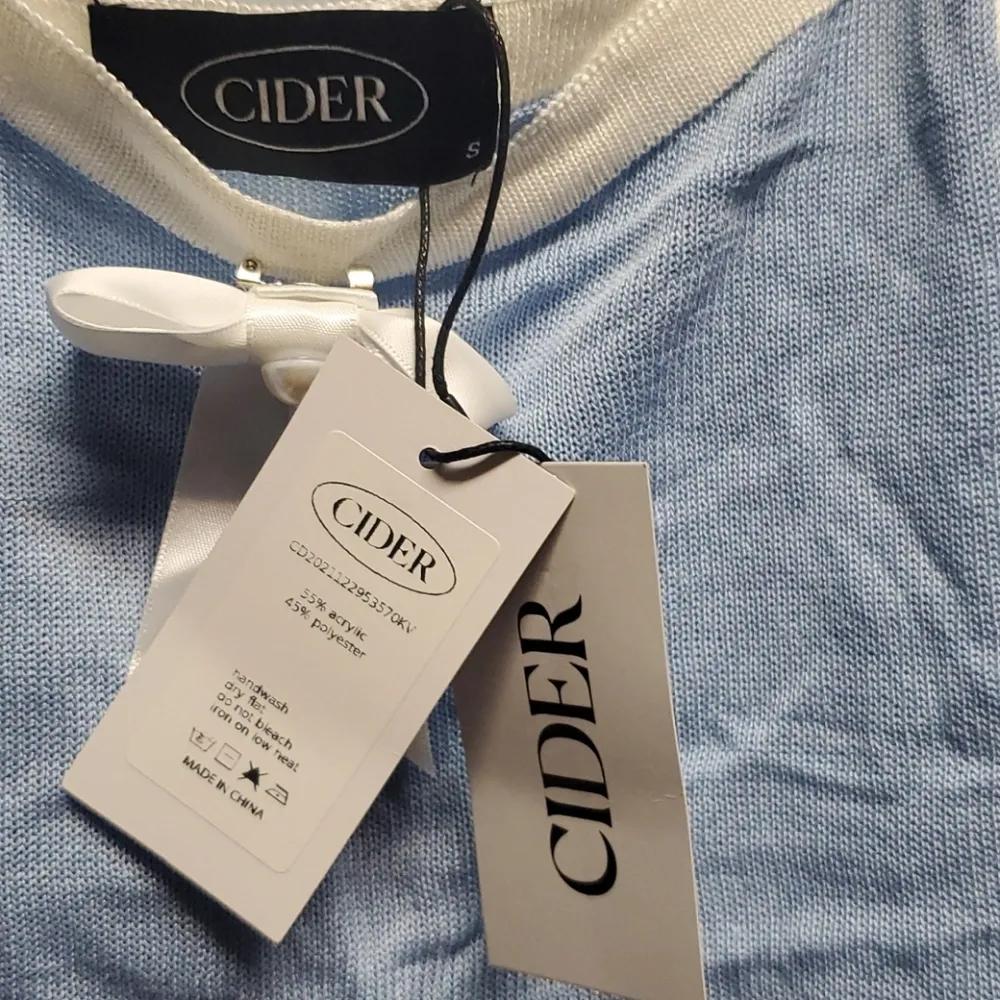 CIDER
S
CIDER
CD2021122953570KV
55% acrylic
45% polyester
handwash
dry flat
do not bleach
iron on low heat
MADE IN CHINA
CIDER